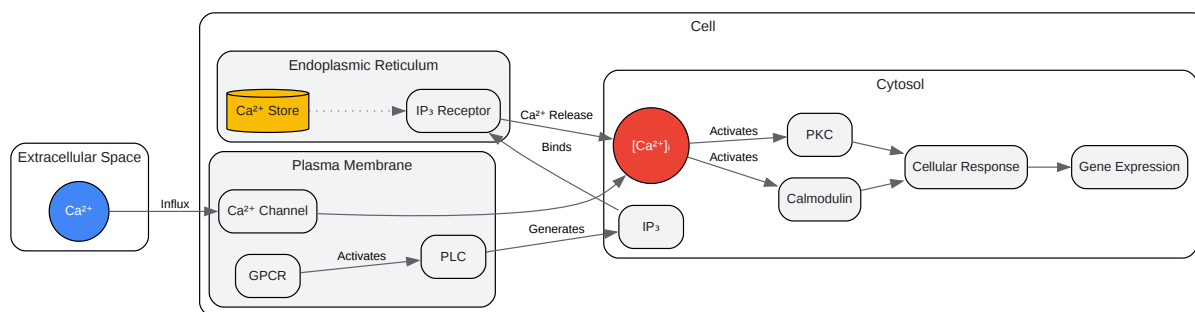 Cell
Endoplasmic Reticulum
Ca²⁺ Store
IP₃ Receptor
Ca²⁺ Release
Binds
Cytosol
[Ca²⁺]ᵢ
Activates
PKC
Activates
Calmodulin
Cellular Response
Gene Expression
Extracellular Space
Ca²⁺
Influx
Plasma Membrane
Ca²⁺ Channel
GPCR
Activates
PLC
Generates
IP₃